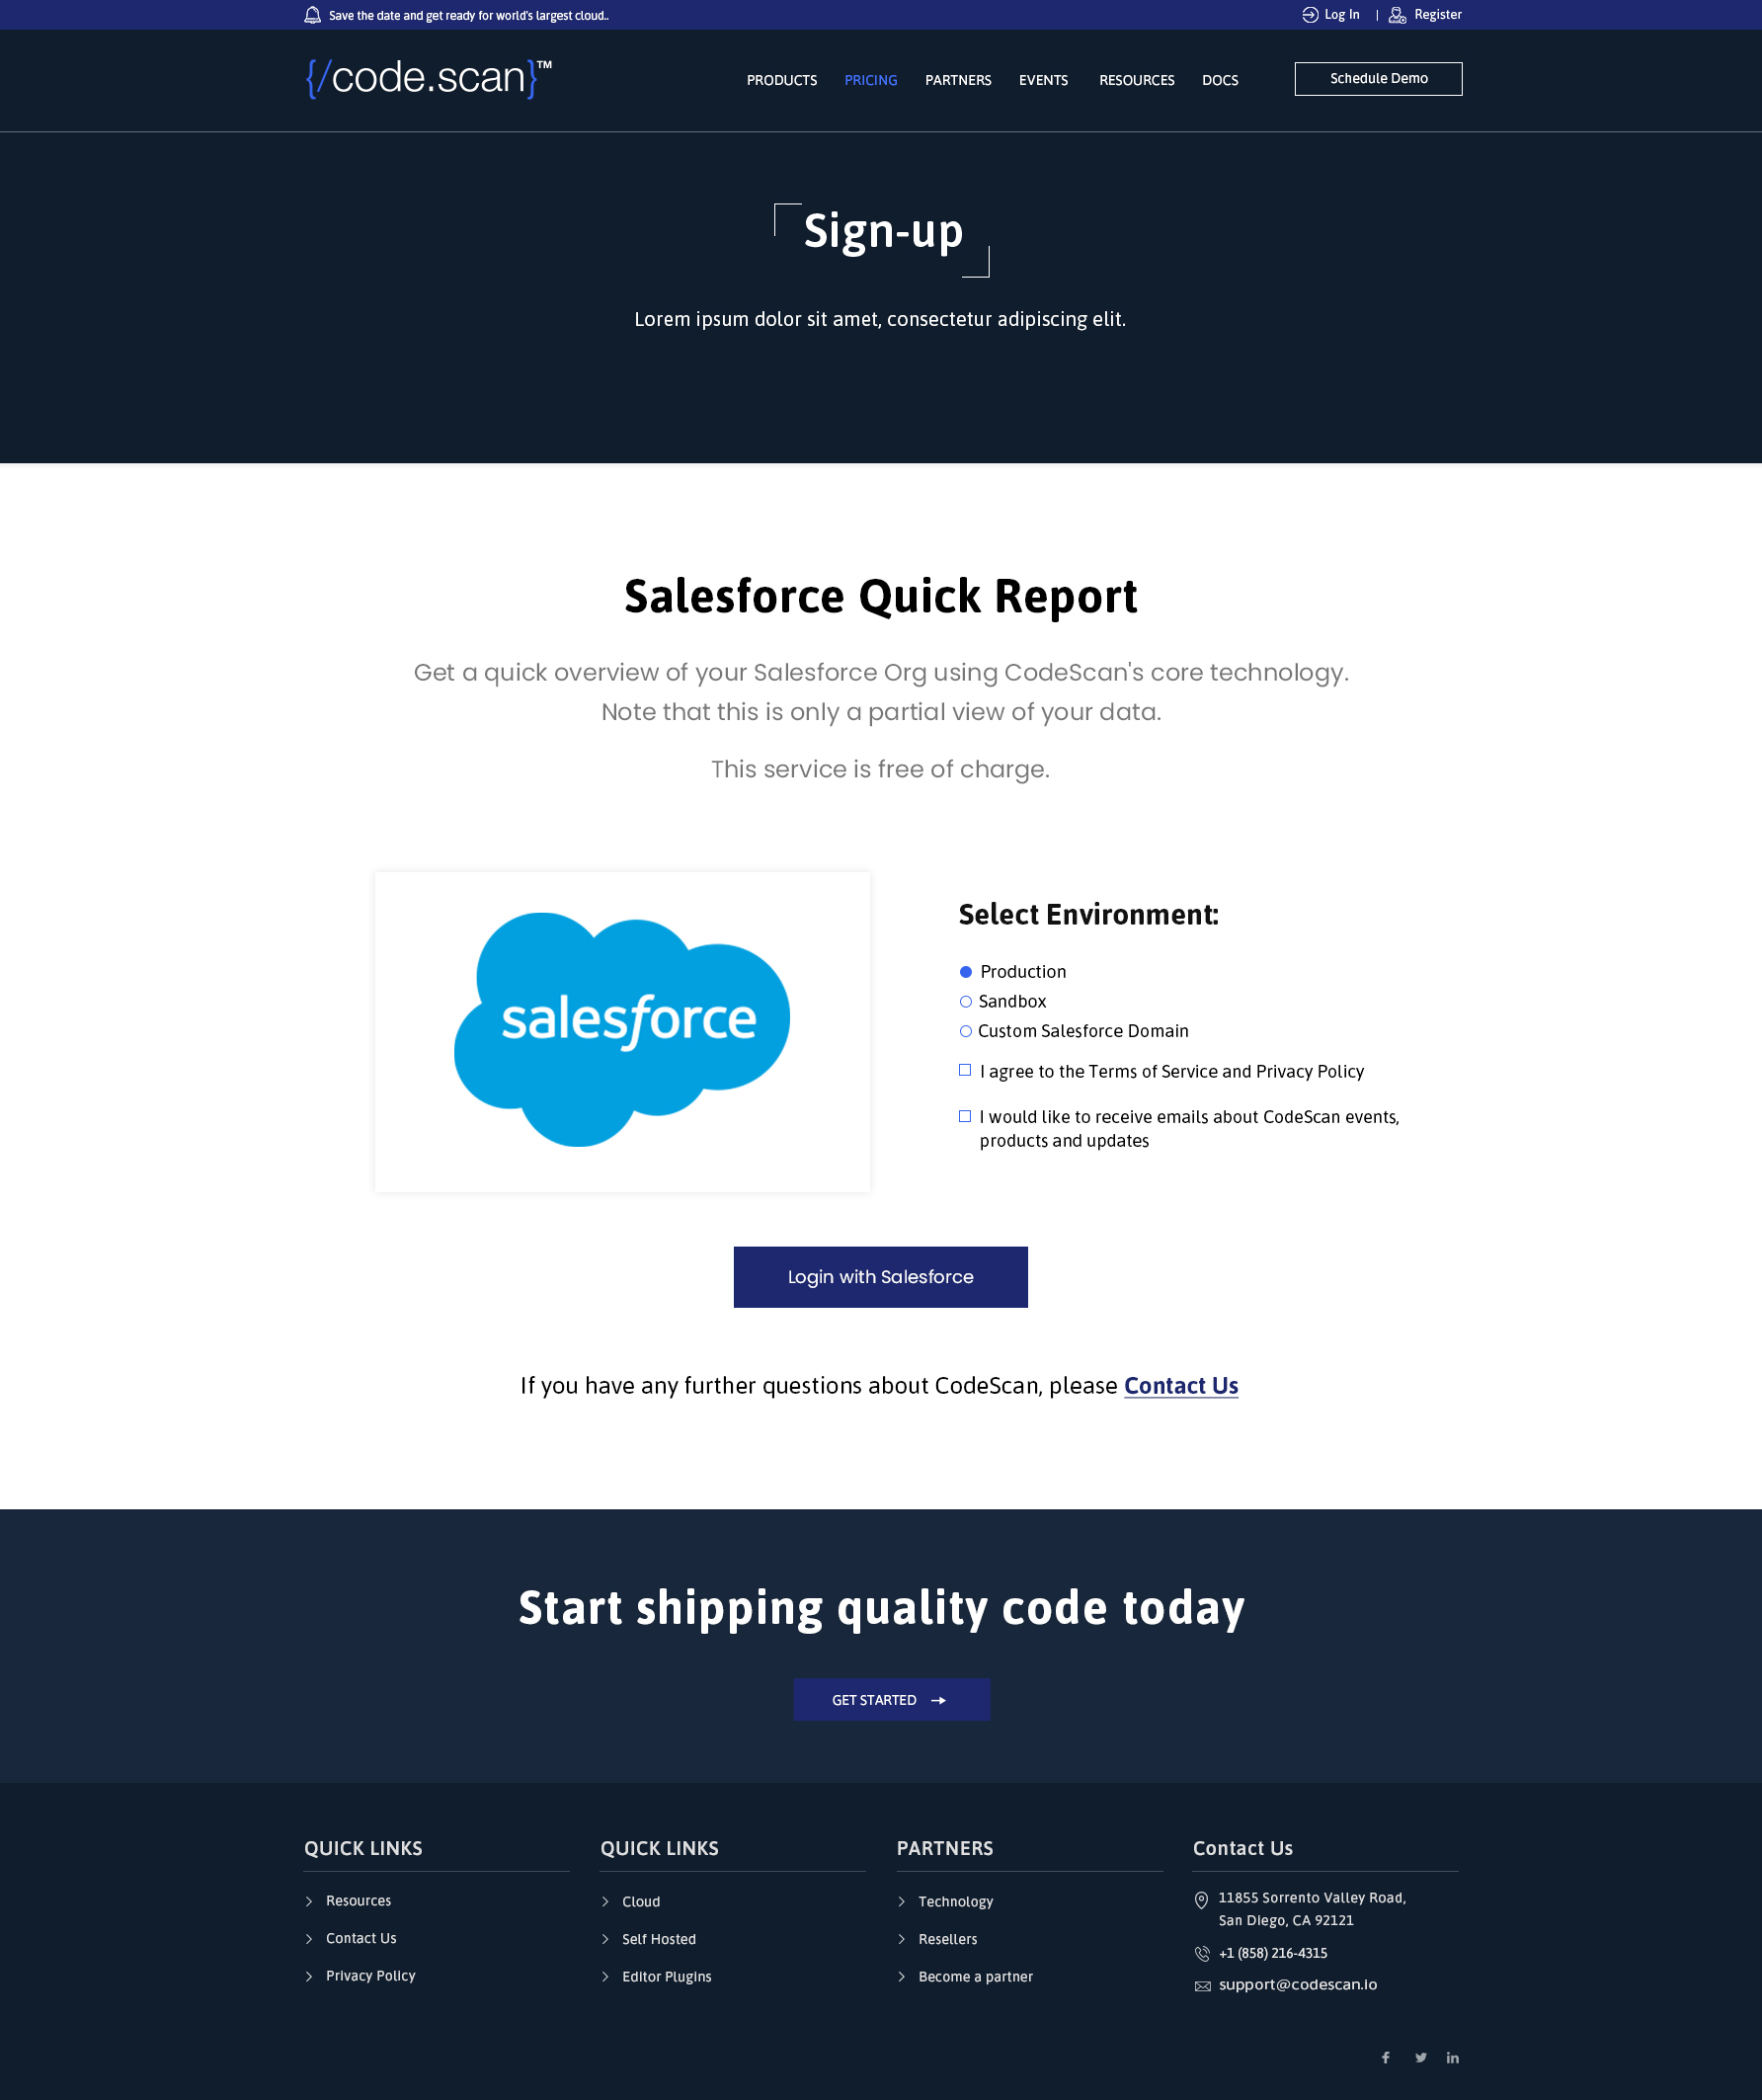 Save the date and get ready for world's largest cloud..
Log In | Register
{/code.scan}™
PRODUCTS PRICING PARTNERS EVENTS RESOURCES DOCS Schedule Demo
Sign-up
Lorem ipsum dolor sit amet, consectetur adipiscing elit.
Salesforce Quick Report
Get a quick overview of your Salesforce Org using CodeScan's core technology.
Note that this is only a partial view of your data.
This service is free of charge.
salesforce
Select Environment:
Production
Sandbox
Custom Salesforce Domain
I agree to the Terms of Service and Privacy Policy
I would like to receive emails about CodeScan events,
products and updates
Login with Salesforce
If you have any further questions about CodeScan, please Contact Us
Start shipping quality code today
GET STARTED
QUICK LINKS
Resources
Contact Us
Privacy Policy
QUICK LINKS
Cloud
Self Hosted
Editor Plugins
PARTNERS
Technology
Resellers
Become a partner
Contact Us
11855 Sorrento Valley Road,
San Diego, CA 92121
+1 (858) 216-4315
support@codescan.io